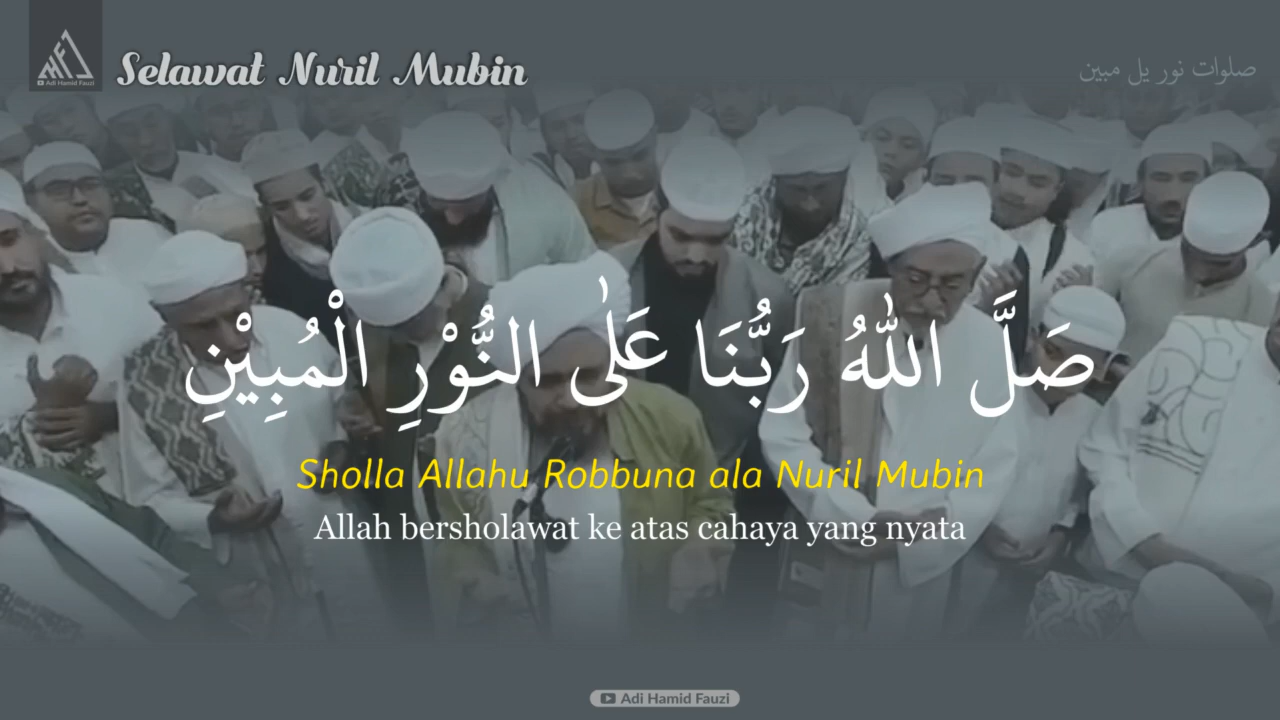 Adi Hamid Fauzi
Selawat Nuril Mubin
صلوات نور يل مبين
صَلَّ اللّٰهُ رَبُّنَا عَلٰى النُّوْرِ الْمُبِيْنِ
Sholla Allahu Robbuna ala Nuril Mubin
Allah bersholawat ke atas cahaya yang nyata
Adi Hamid Fauzi